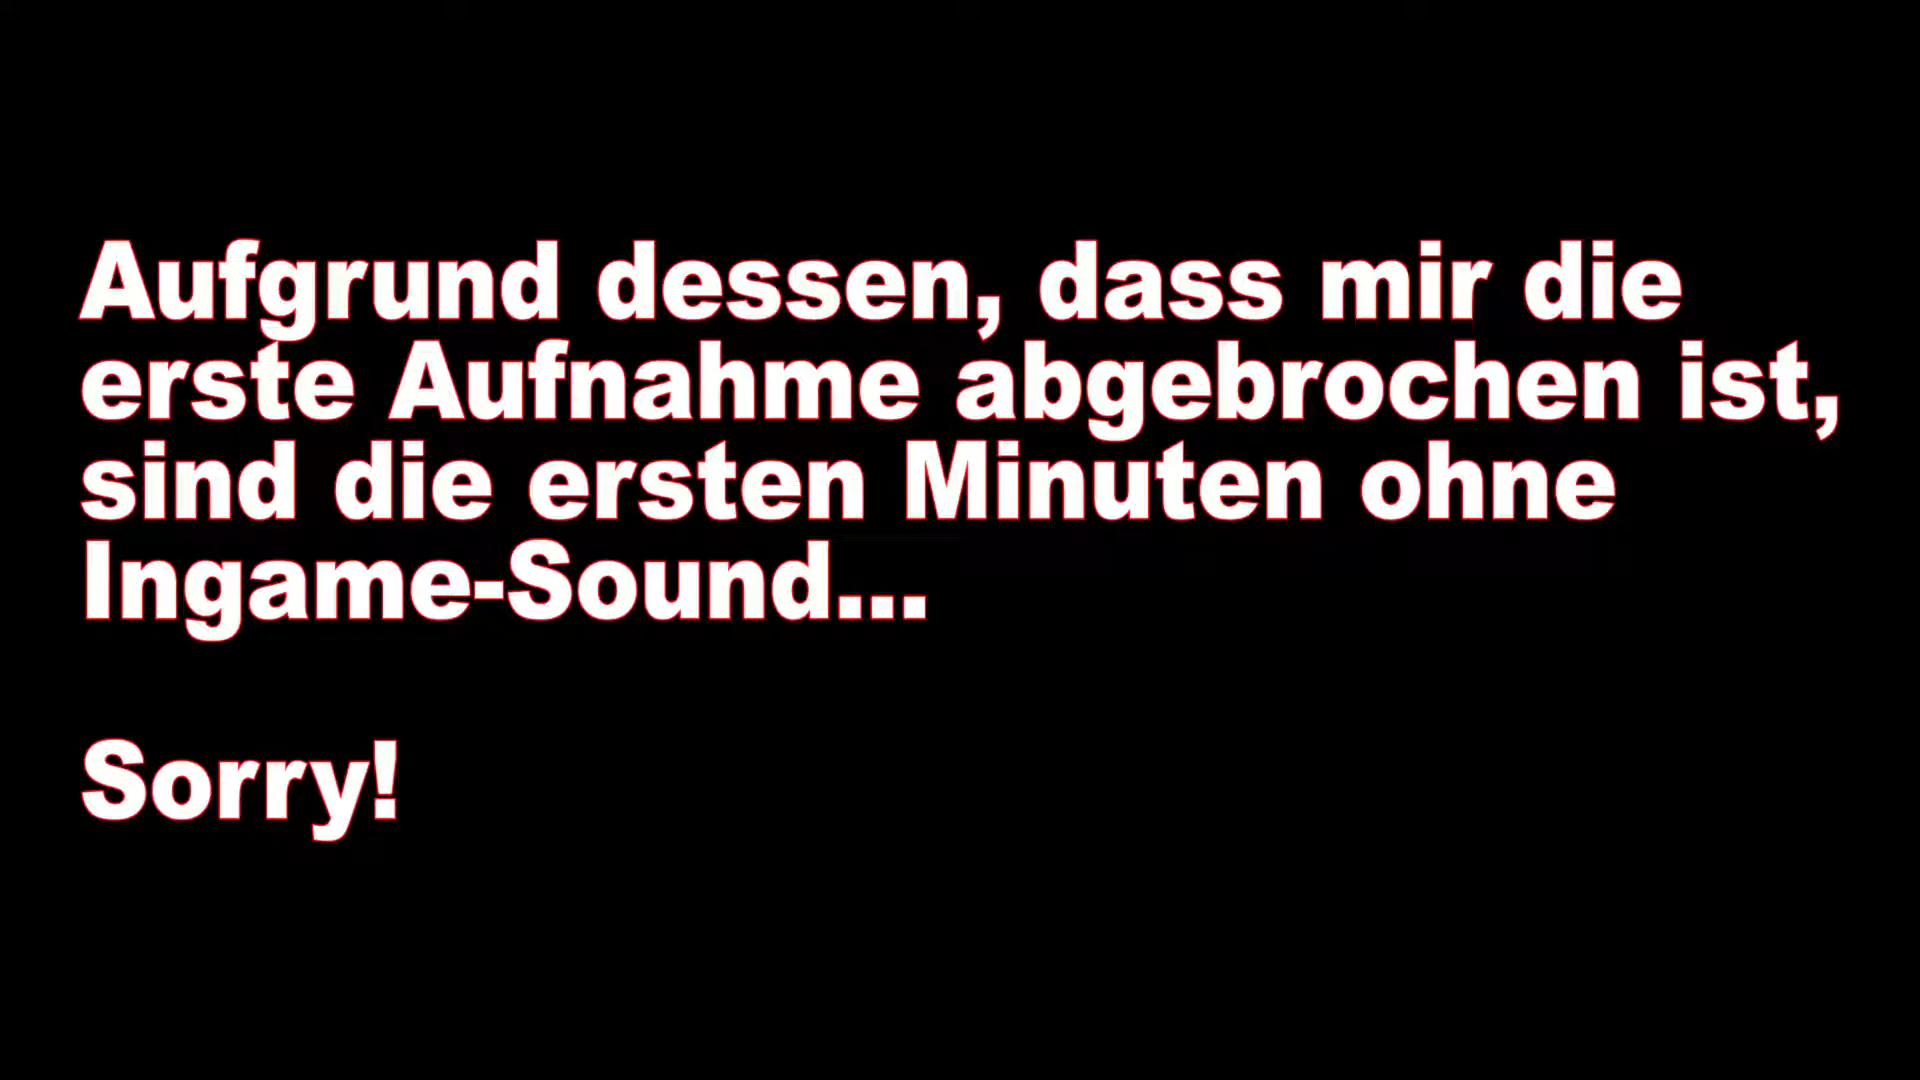 Aufgrund dessen, dass mir die
erste Aufnahme abgebrochen ist,
sind die ersten Minuten ohne
Ingame-Sound...
Sorry!